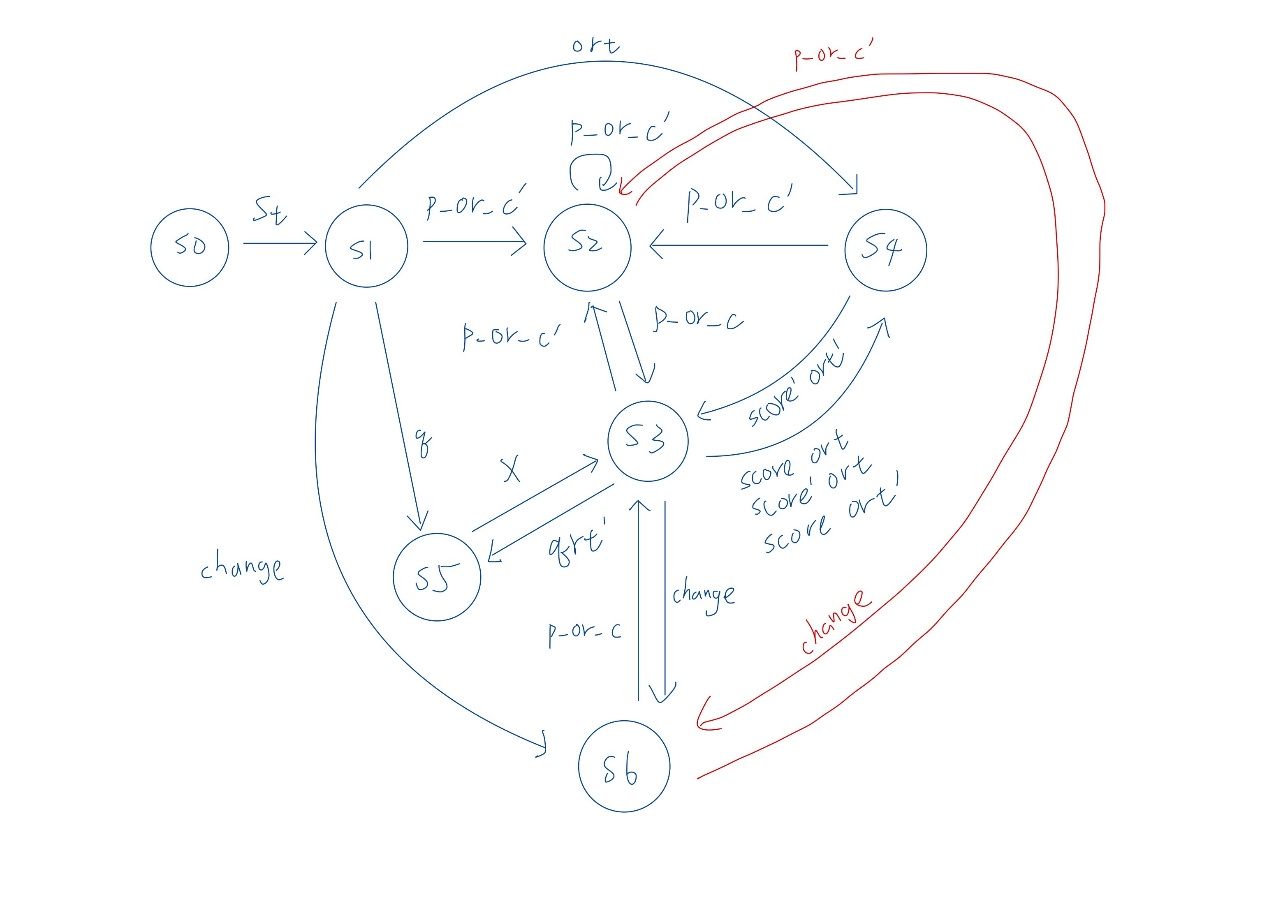 ort
p_or_c'
p_or_c'
St
p_or_c'
p_or_c'
S0
S1
S2
S4
p_or_c'
p_or_c
score' ort'
S3
q
X
score ort
score' ort
score ort'
qrt'
change
S5
change
p_or_c
change
S6